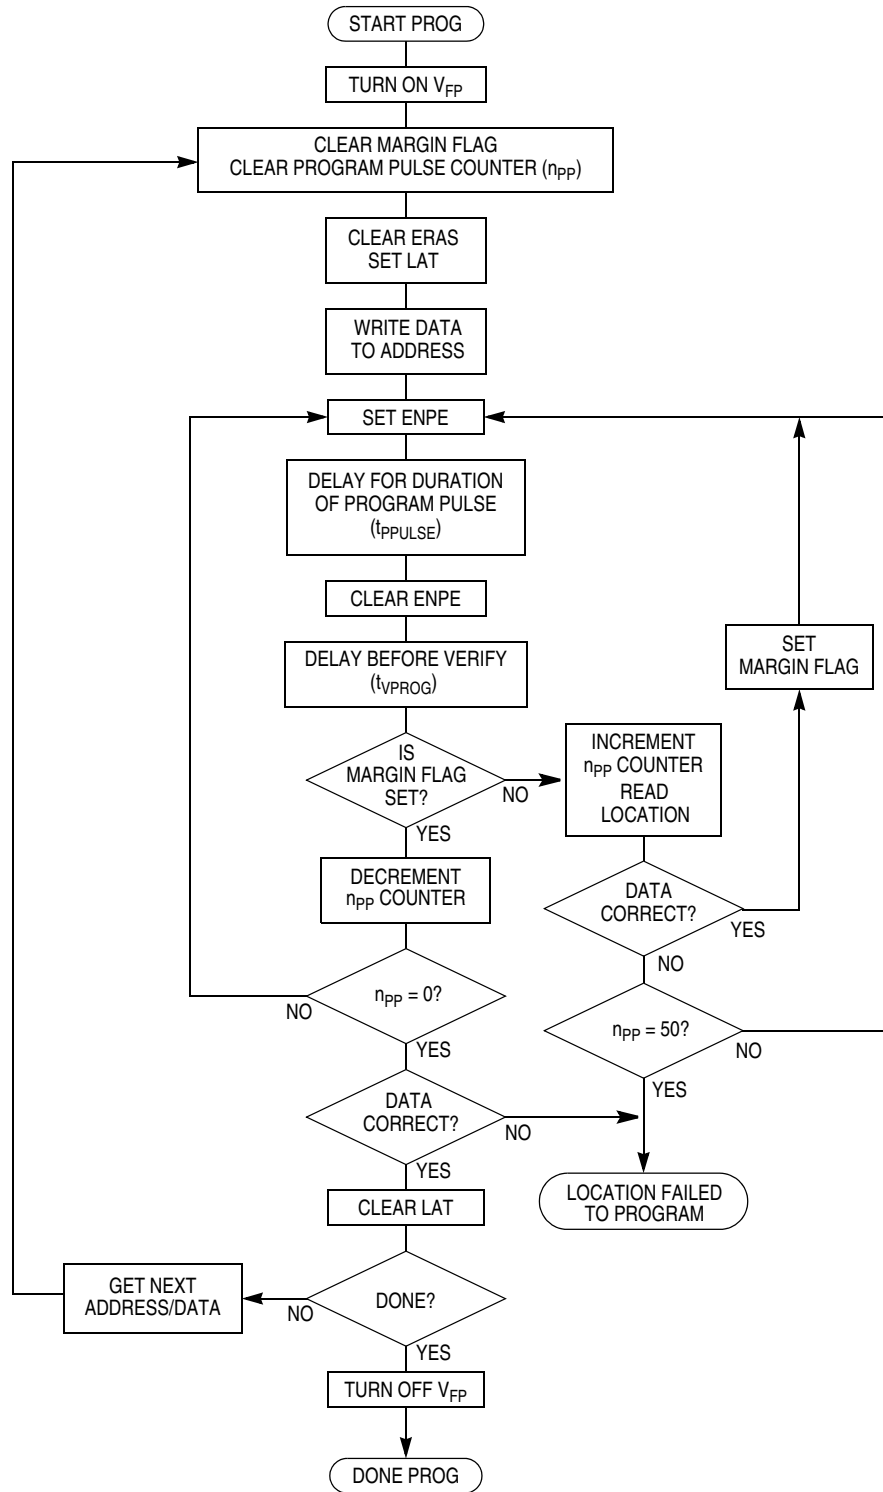 START PROG
TURN ON VFP
CLEAR MARGIN FLAG
CLEAR PROGRAM PULSE COUNTER (nPP)
CLEAR ERAS
SET LAT
WRITE DATA
TO ADDRESS
SET ENPE
DELAY FOR DURATION
OF PROGRAM PULSE
(tPPULSE)
CLEAR ENPE
DELAY BEFORE VERIFY
(tVPROG)
SET
MARGIN FLAG
IS
MARGIN FLAG
SET?
NO
YES
INCREMENT
nPP COUNTER
READ
LOCATION
DECREMENT
nPP COUNTER
DATA
CORRECT?
YES
NO
nPP = 0?
NO
YES
nPP = 50?
NO
YES
DATA
CORRECT?
NO
YES
LOCATION FAILED
TO PROGRAM
CLEAR LAT
GET NEXT
ADDRESS/DATA
DONE?
NO
YES
TURN OFF VFP
DONE PROG